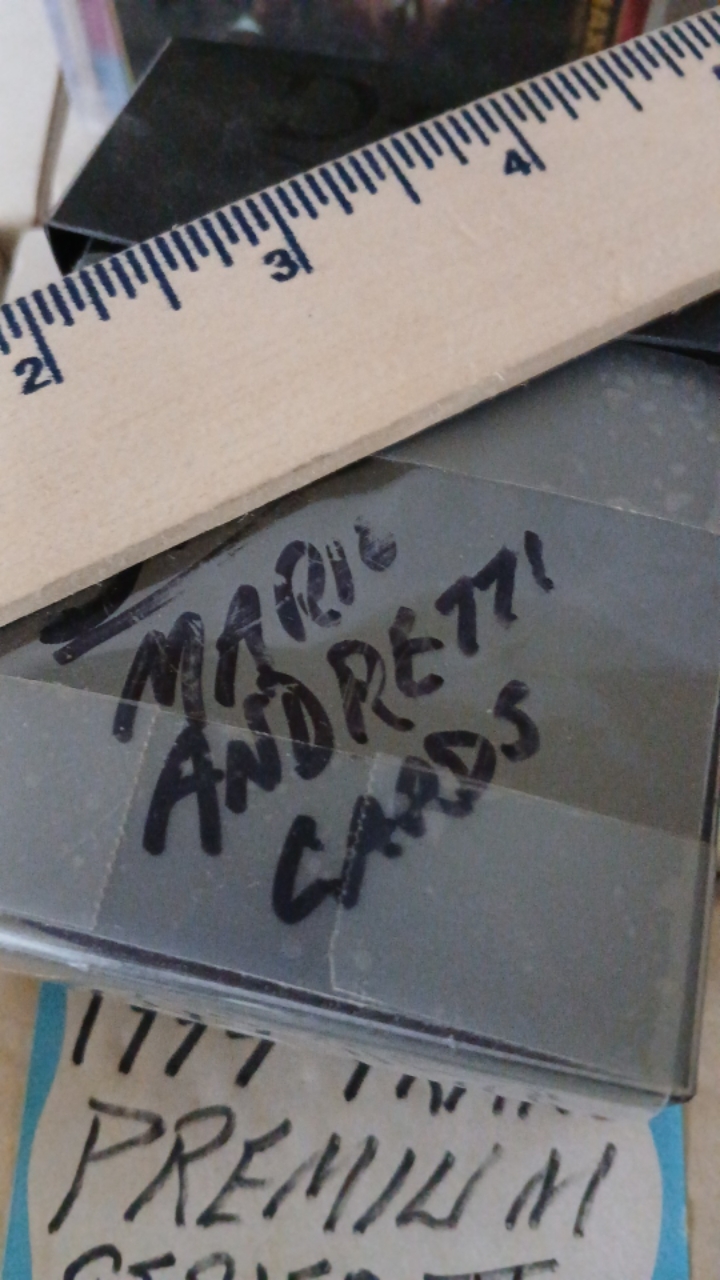 2 3 4
MARIO
ANDRETTI
CARDS
PREMIUM